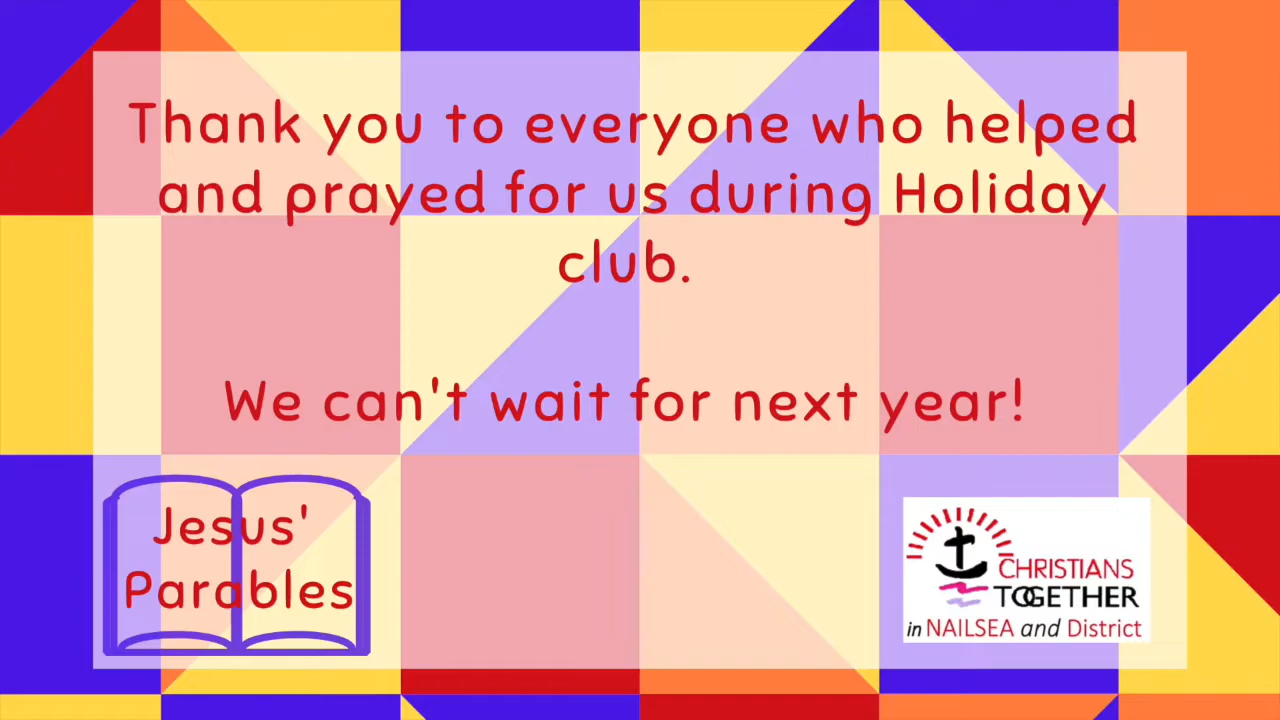 Thank you to everyone who helped
and prayed for us during Holiday
club.
We can't wait for next year!
Jesus'
Parables
CHRISTIANS
TOGETHER
in NAILSEA and District